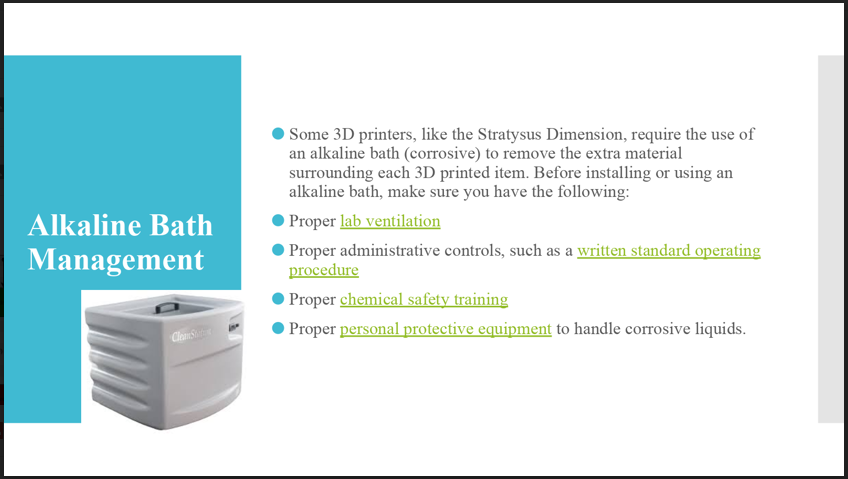 Alkaline Bath
Management
CleanStation
Some 3D printers, like the Stratysus Dimension, require the use of
an alkaline bath (corrosive) to remove the extra material
surrounding each 3D printed item. Before installing or using an
alkaline bath, make sure you have the following:
Proper lab ventilation
Proper administrative controls, such as a written standard operating
procedure
Proper chemical safety training
Proper personal protective equipment to handle corrosive liquids.